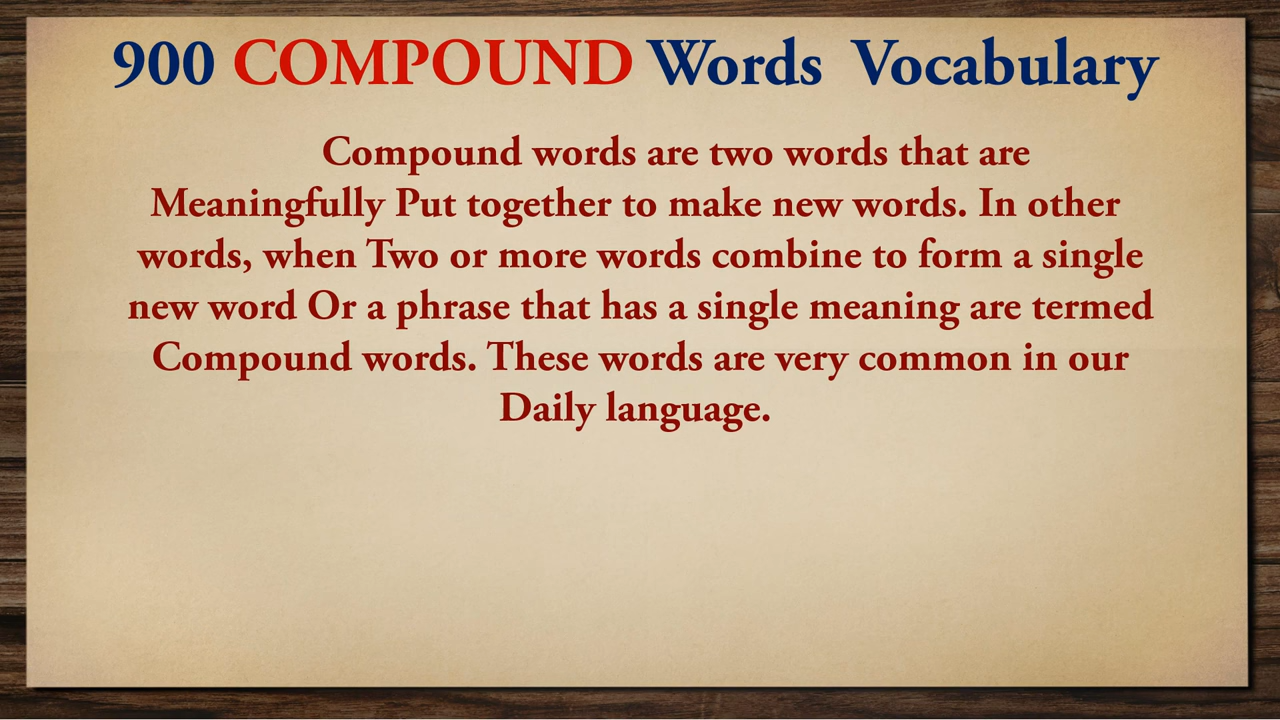 900 COMPOUND Words Vocabulary
Compound words are two words that are
Meaningfully Put together to make new words. In other
words, when Two or more words combine to form a single
new word Or a phrase that has a single meaning are termed
Compound words. These words are very common in our
Daily language.